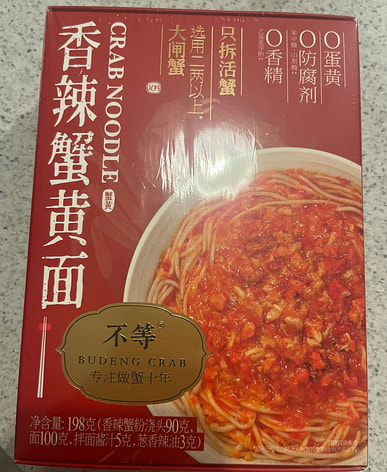 香辣蟹黄面
CRAB NOODLE
蟹黄
只拆活蟹
选用二两以上，
大闸蟹
0蛋黄
0防腐剂
0香精
不等®
BUDENG CRAB
专注做蟹十年
净含量: 198克(香辣蟹粉浇头90克,
面100克,拌面酱汁5克,葱香辣油3克)